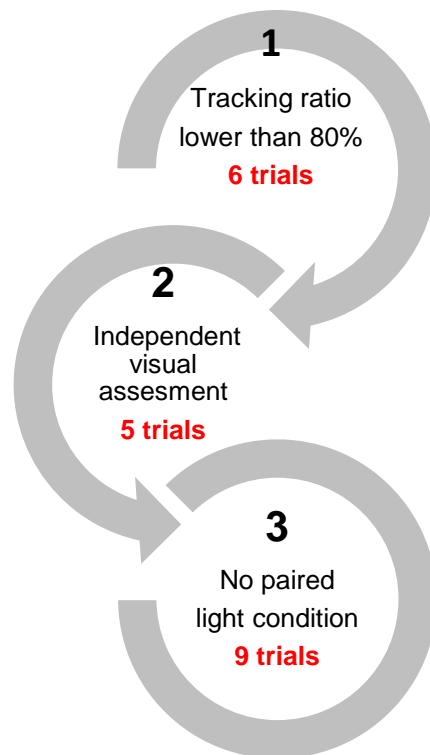 1
Tracking ratio
lower than 80%
6 trials
2
Independent
visual
assesment
5 trials
3
No paired
light condition
9 trials